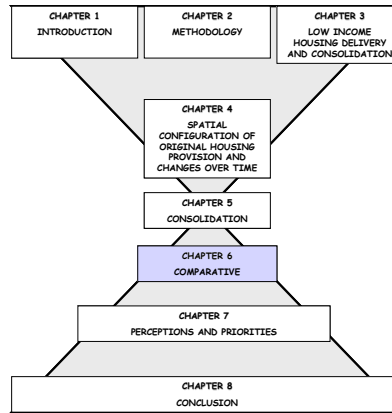 CHAPTER 1
INTRODUCTION
CHAPTER 2
METHODOLOGY
CHAPTER 3
LOW INCOME
HOUSING DELIVERY
AND CONSOLIDATION
CHAPTER 4
SPATIAL
CONFIGURATION OF
ORIGINAL HOUSING
PROVISION AND
CHANGES OVER TIME
CHAPTER 5
CONSOLIDATION
CHAPTER 6
COMPARATIVE
CHAPTER 7
PERCEPTIONS AND PRIORITIES
CHAPTER 8
CONCLUSION